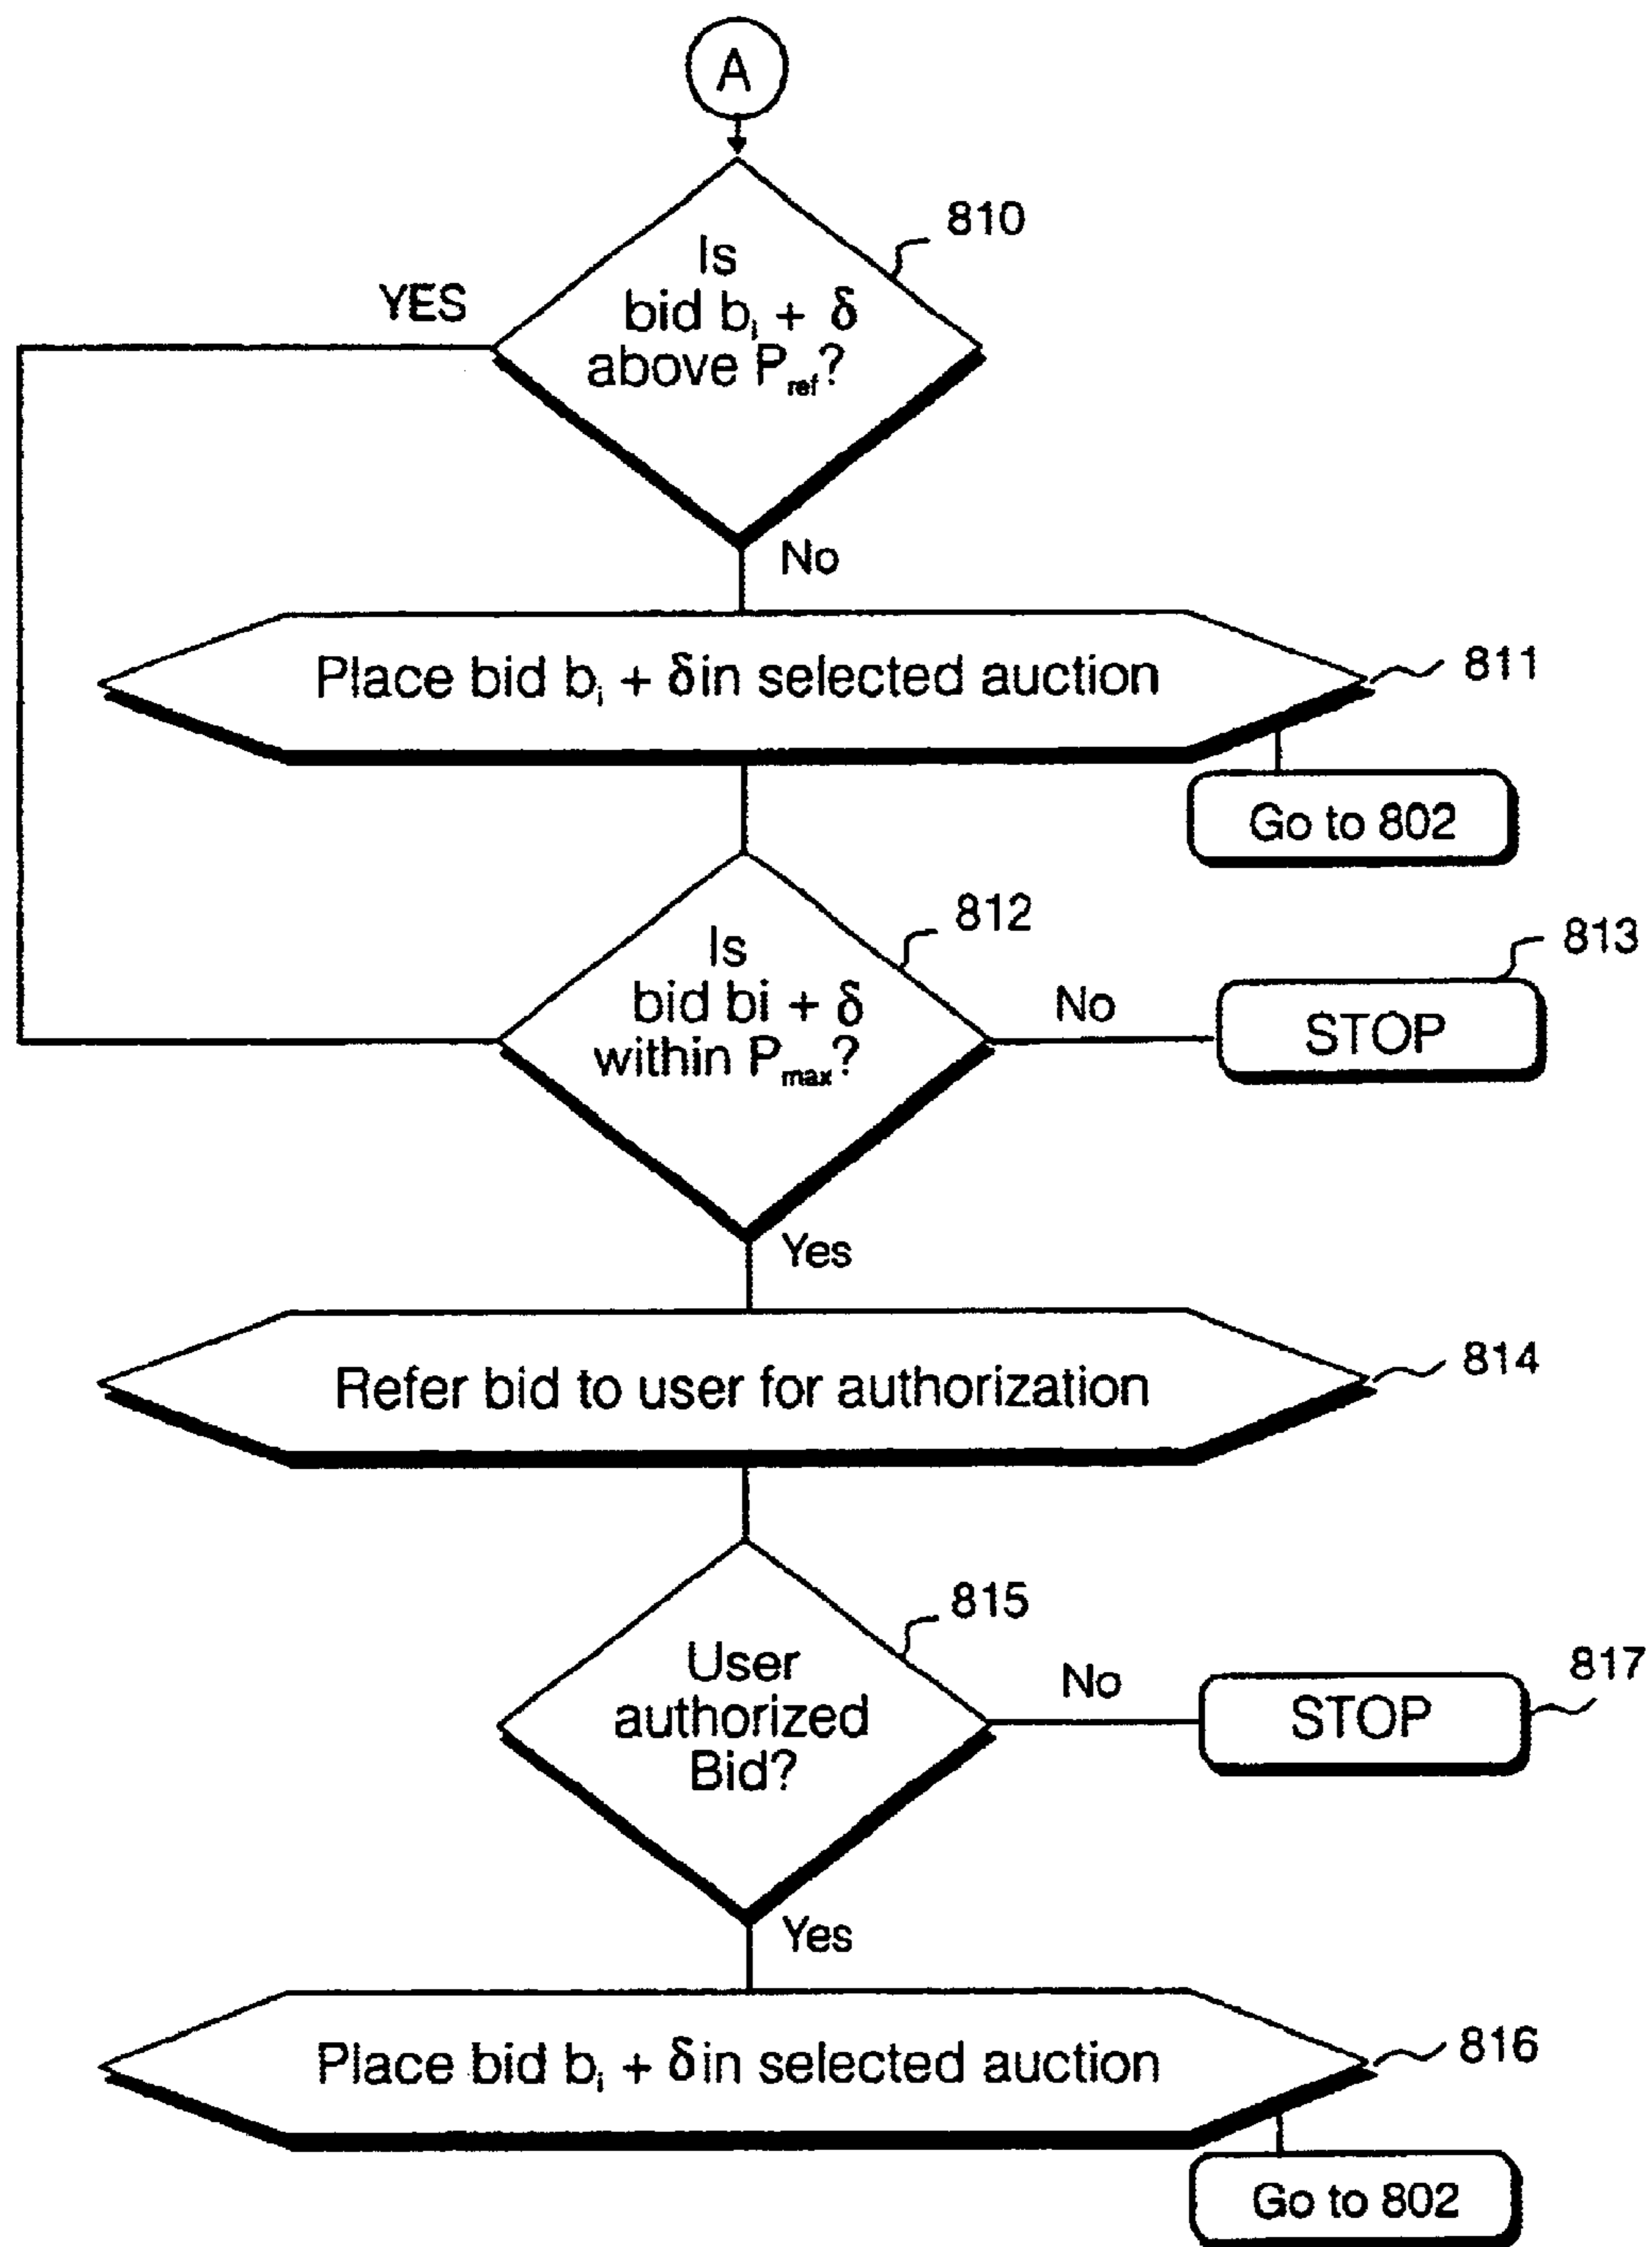 A
810
Is
bid bᵢ + δ
above P_ref?
YES
No
Place bid bᵢ + δ in selected auction
811
Go to 802
812
Is
bid bi + δ
within P_max?
No
813
STOP
Yes
Refer bid to user for authorization
814
815
User
authorized
Bid?
No
817
STOP
Yes
Place bid bᵢ + δ in selected auction
816
Go to 802